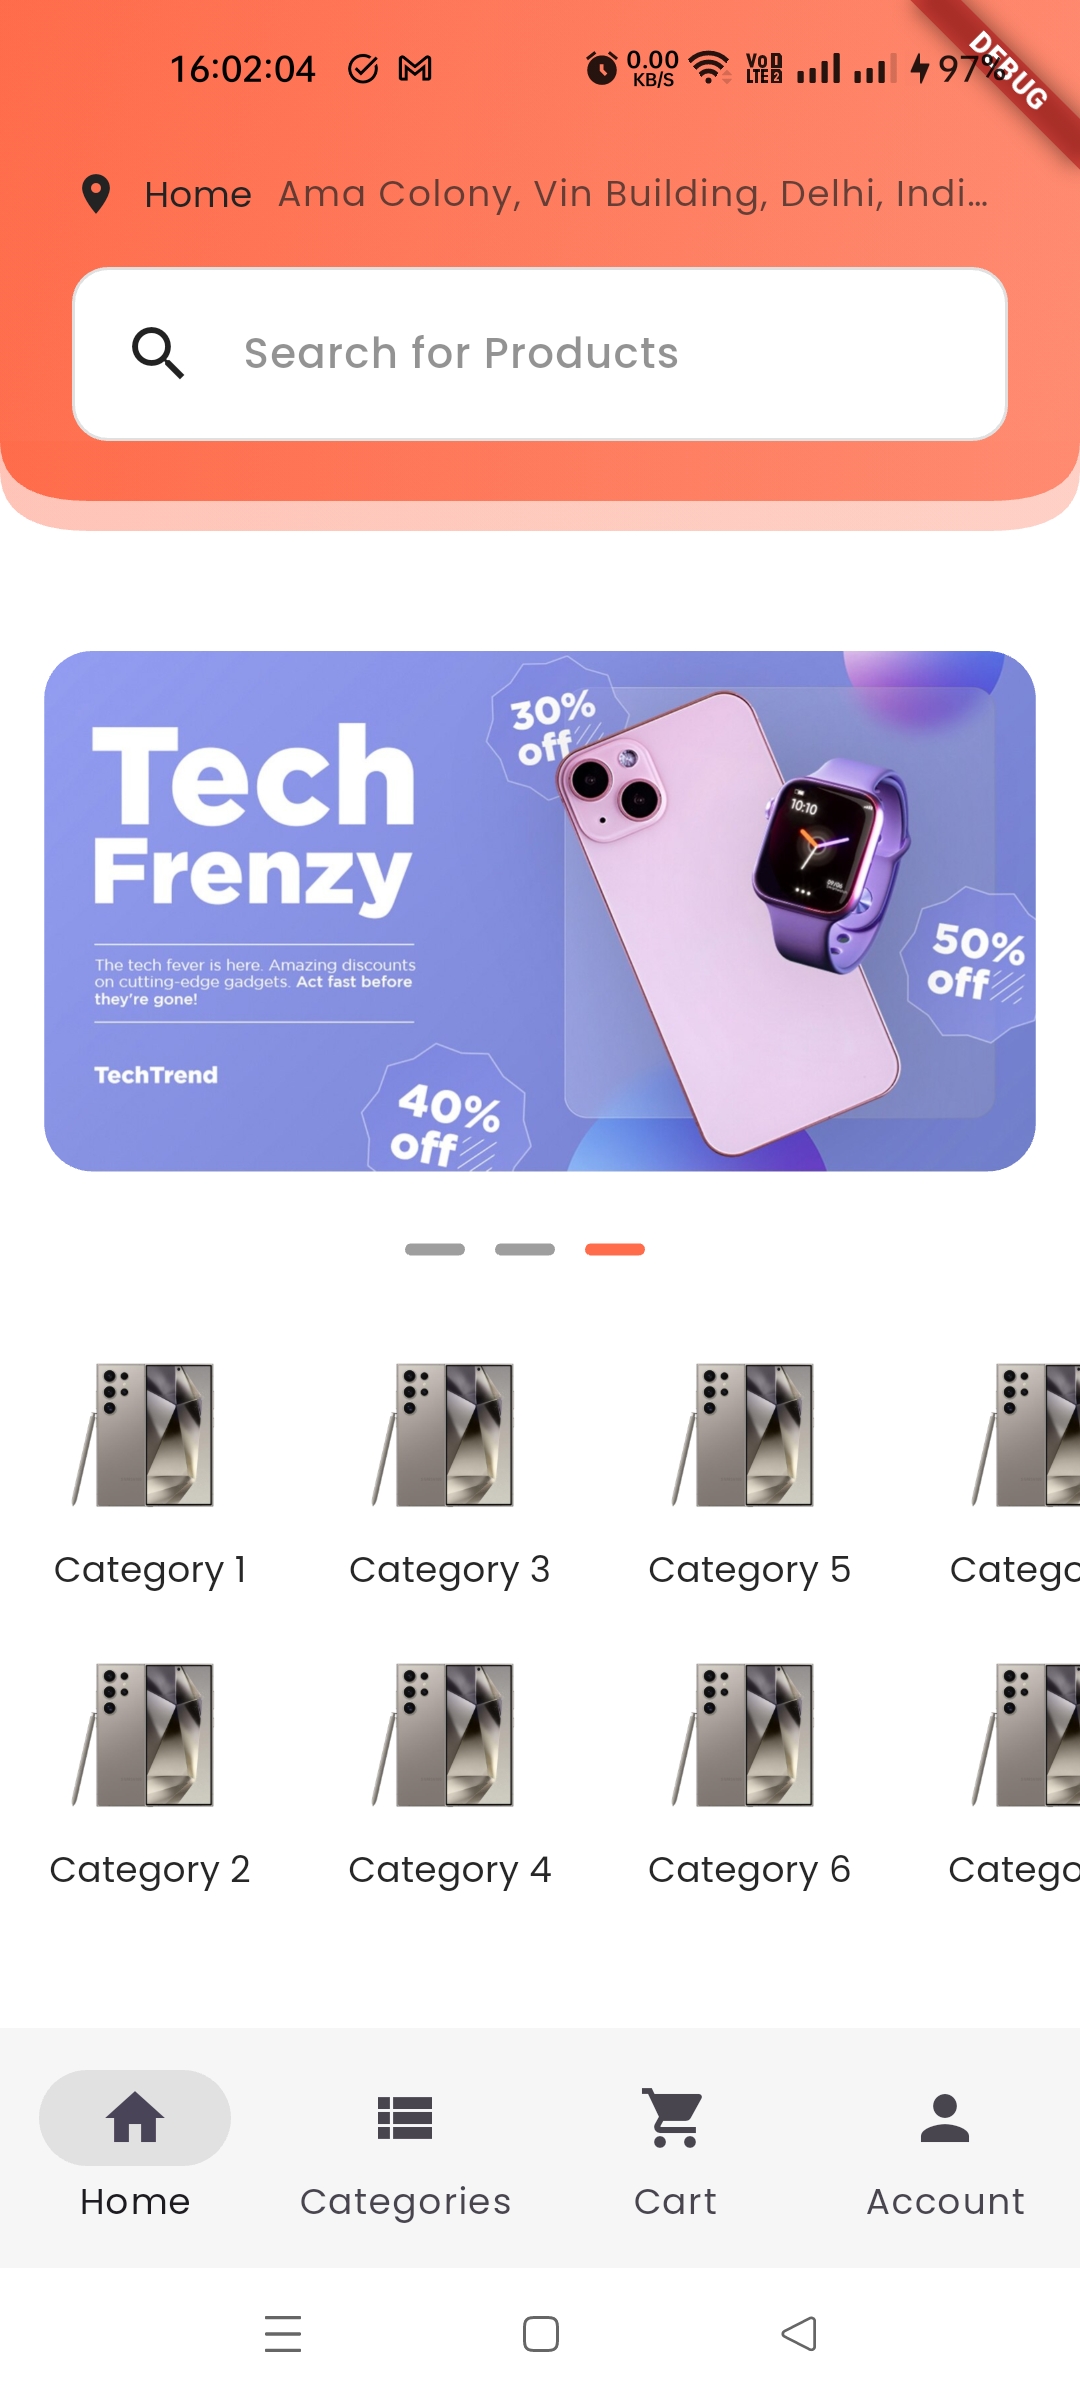 16:02:04 0.00 KB/S Vo LTE 2 97%
DEBUG
Home Ama Colony, Vin Building, Delhi, Indi...
Search for Products
30%
off
Tech
Frenzy
10:10
The tech fever is here. Amazing discounts
on cutting-edge gadgets. Act fast before
they're gone!
50%
off
TechTrend
40%
off
Category 1 Category 3 Category 5 Catego
Category 2 Category 4 Category 6 Catego
Home Categories Cart Account